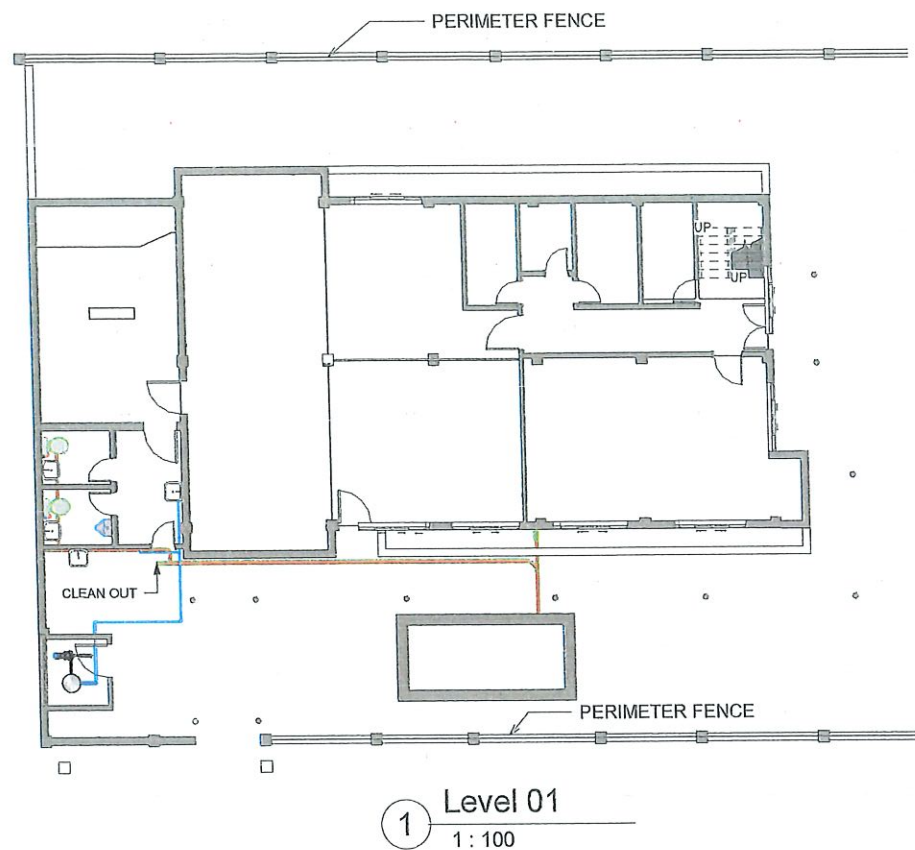 PERIMETER FENCE
UP
UP
CLEAN OUT
PERIMETER FENCE
1
Level 01
1 : 100